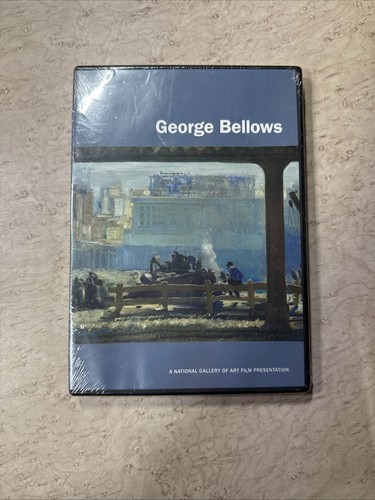 George Bellows
A NATIONAL GALLERY OF ART FILM PRESENTATION